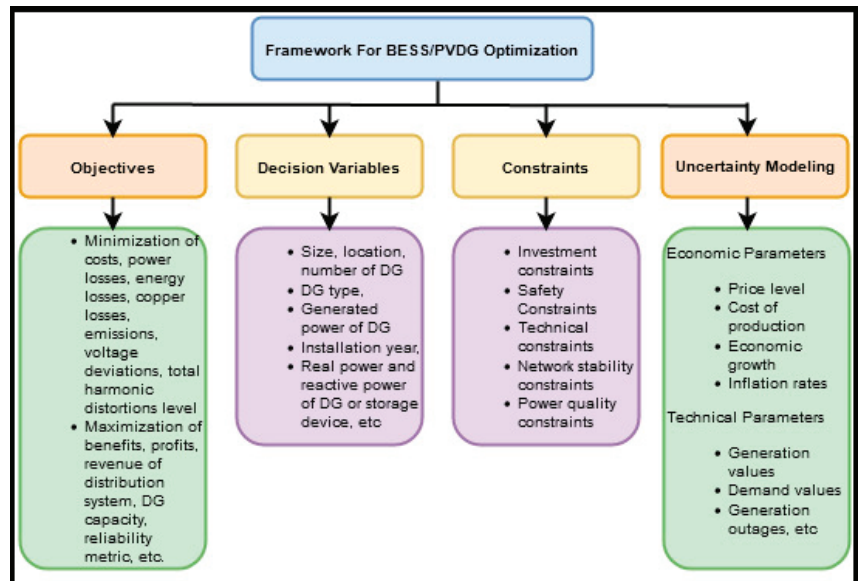 Framework For BESS/PVDG Optimization
Objectives
Decision Variables
Constraints
Uncertainty Modeling
• Minimization of
costs, power
losses, energy
losses, copper
losses,
emissions,
voltage
deviations, total
harmonic
distortions level
• Maximization of
benefits, profits,
revenue of
distribution
system, DG
capacity,
reliability
metric, etc.
• Size, location,
number of DG
• DG type,
• Generated
power of DG
• Installation year,
• Real power and
reactive power
of DG or storage
device, etc
• Investment
constraints
• Safety
Constraints
• Technical
constraints
• Network stability
constraints
• Power quality
constraints
Economic Parameters
• Price level
• Cost of
production
• Economic
growth
• Inflation rates
Technical Parameters
• Generation
values
• Demand values
• Generation
outages, etc